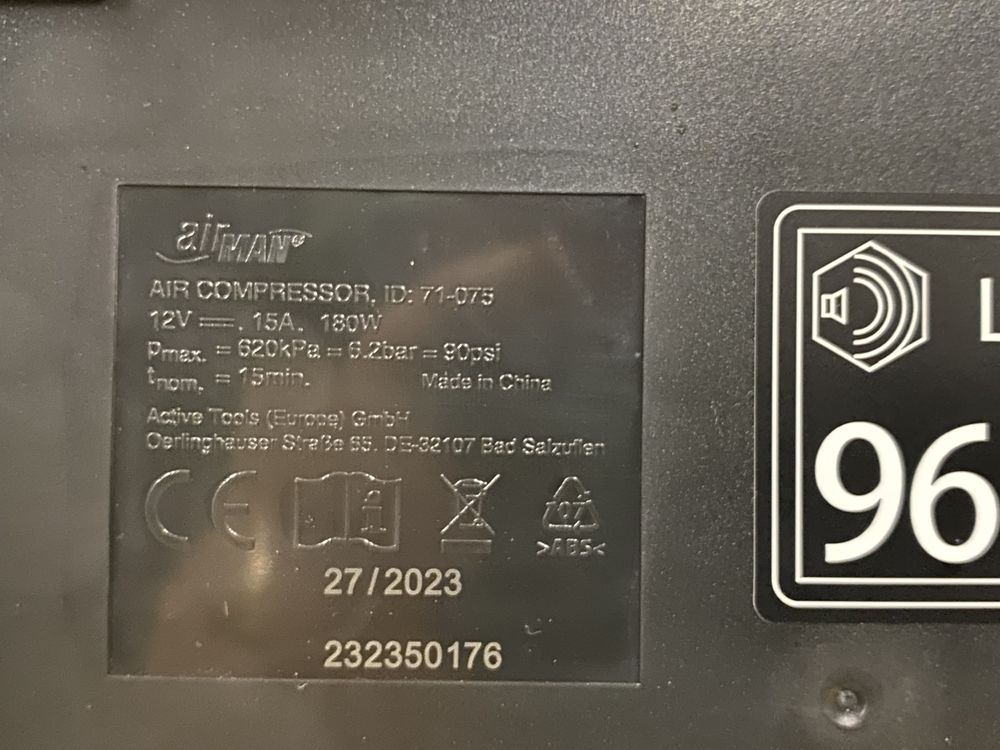 airMAN
AIR COMPRESSOR, ID: 71-075
12V ⎓. 15A. 180W
pmax. = 620kPa = 6.2bar = 90psi
tnom. = 15min.
Made in China
Active Tools (Europe) GmbH
Oerlinghauser Straße 65. DE-32107 Bad Salzuflen
CE
>ABS<
27/2023
232350176
L
96